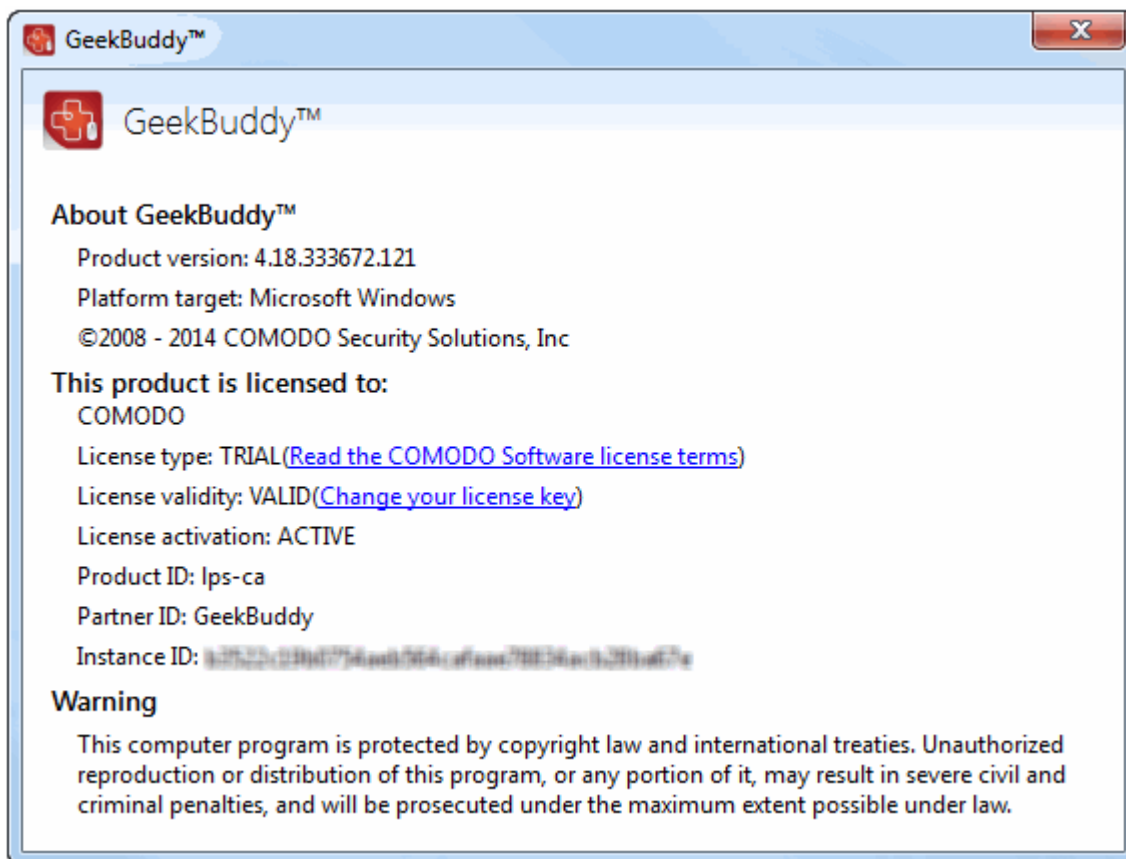 GeekBuddy™
GeekBuddy™
About GeekBuddy™
Product version: 4.18.333672.121
Platform target: Microsoft Windows
©2008 - 2014 COMODO Security Solutions, Inc
This product is licensed to:
COMODO
License type: TRIAL(Read the COMODO Software license terms)
License validity: VALID(Change your license key)
License activation: ACTIVE
Product ID: lps-ca
Partner ID: GeekBuddy
Instance ID:
Warning
This computer program is protected by copyright law and international treaties. Unauthorized
reproduction or distribution of this program, or any portion of it, may result in severe civil and
criminal penalties, and will be prosecuted under the maximum extent possible under law.